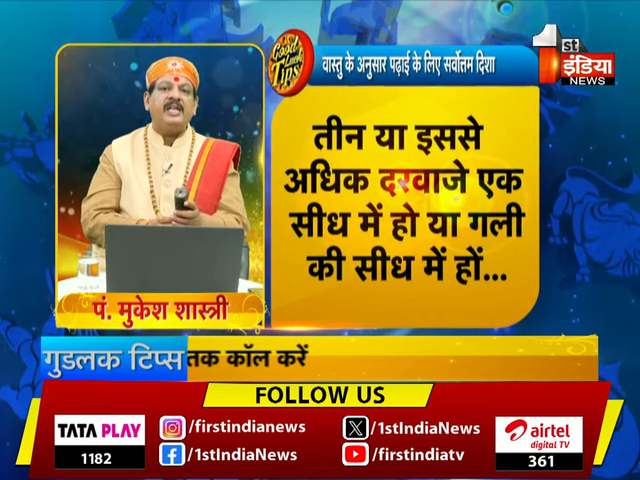 Good Luck Tips
वास्तु के अनुसार पढ़ाई के लिए सर्वोत्तम दिशा
1st
इंडिया
NEWS
तीन या इससे
अधिक दरवाजे एक
सीध में हो या गली
की सीध में हों...
पं. मुकेश शास्त्री
गुडलक टिप्स
तक कॉल करें
FOLLOW US
TATA PLAY
1182
/firstindianews
/1stIndiaNews
/1stIndiaNews
/firstindiatv
airtel
digital TV
361